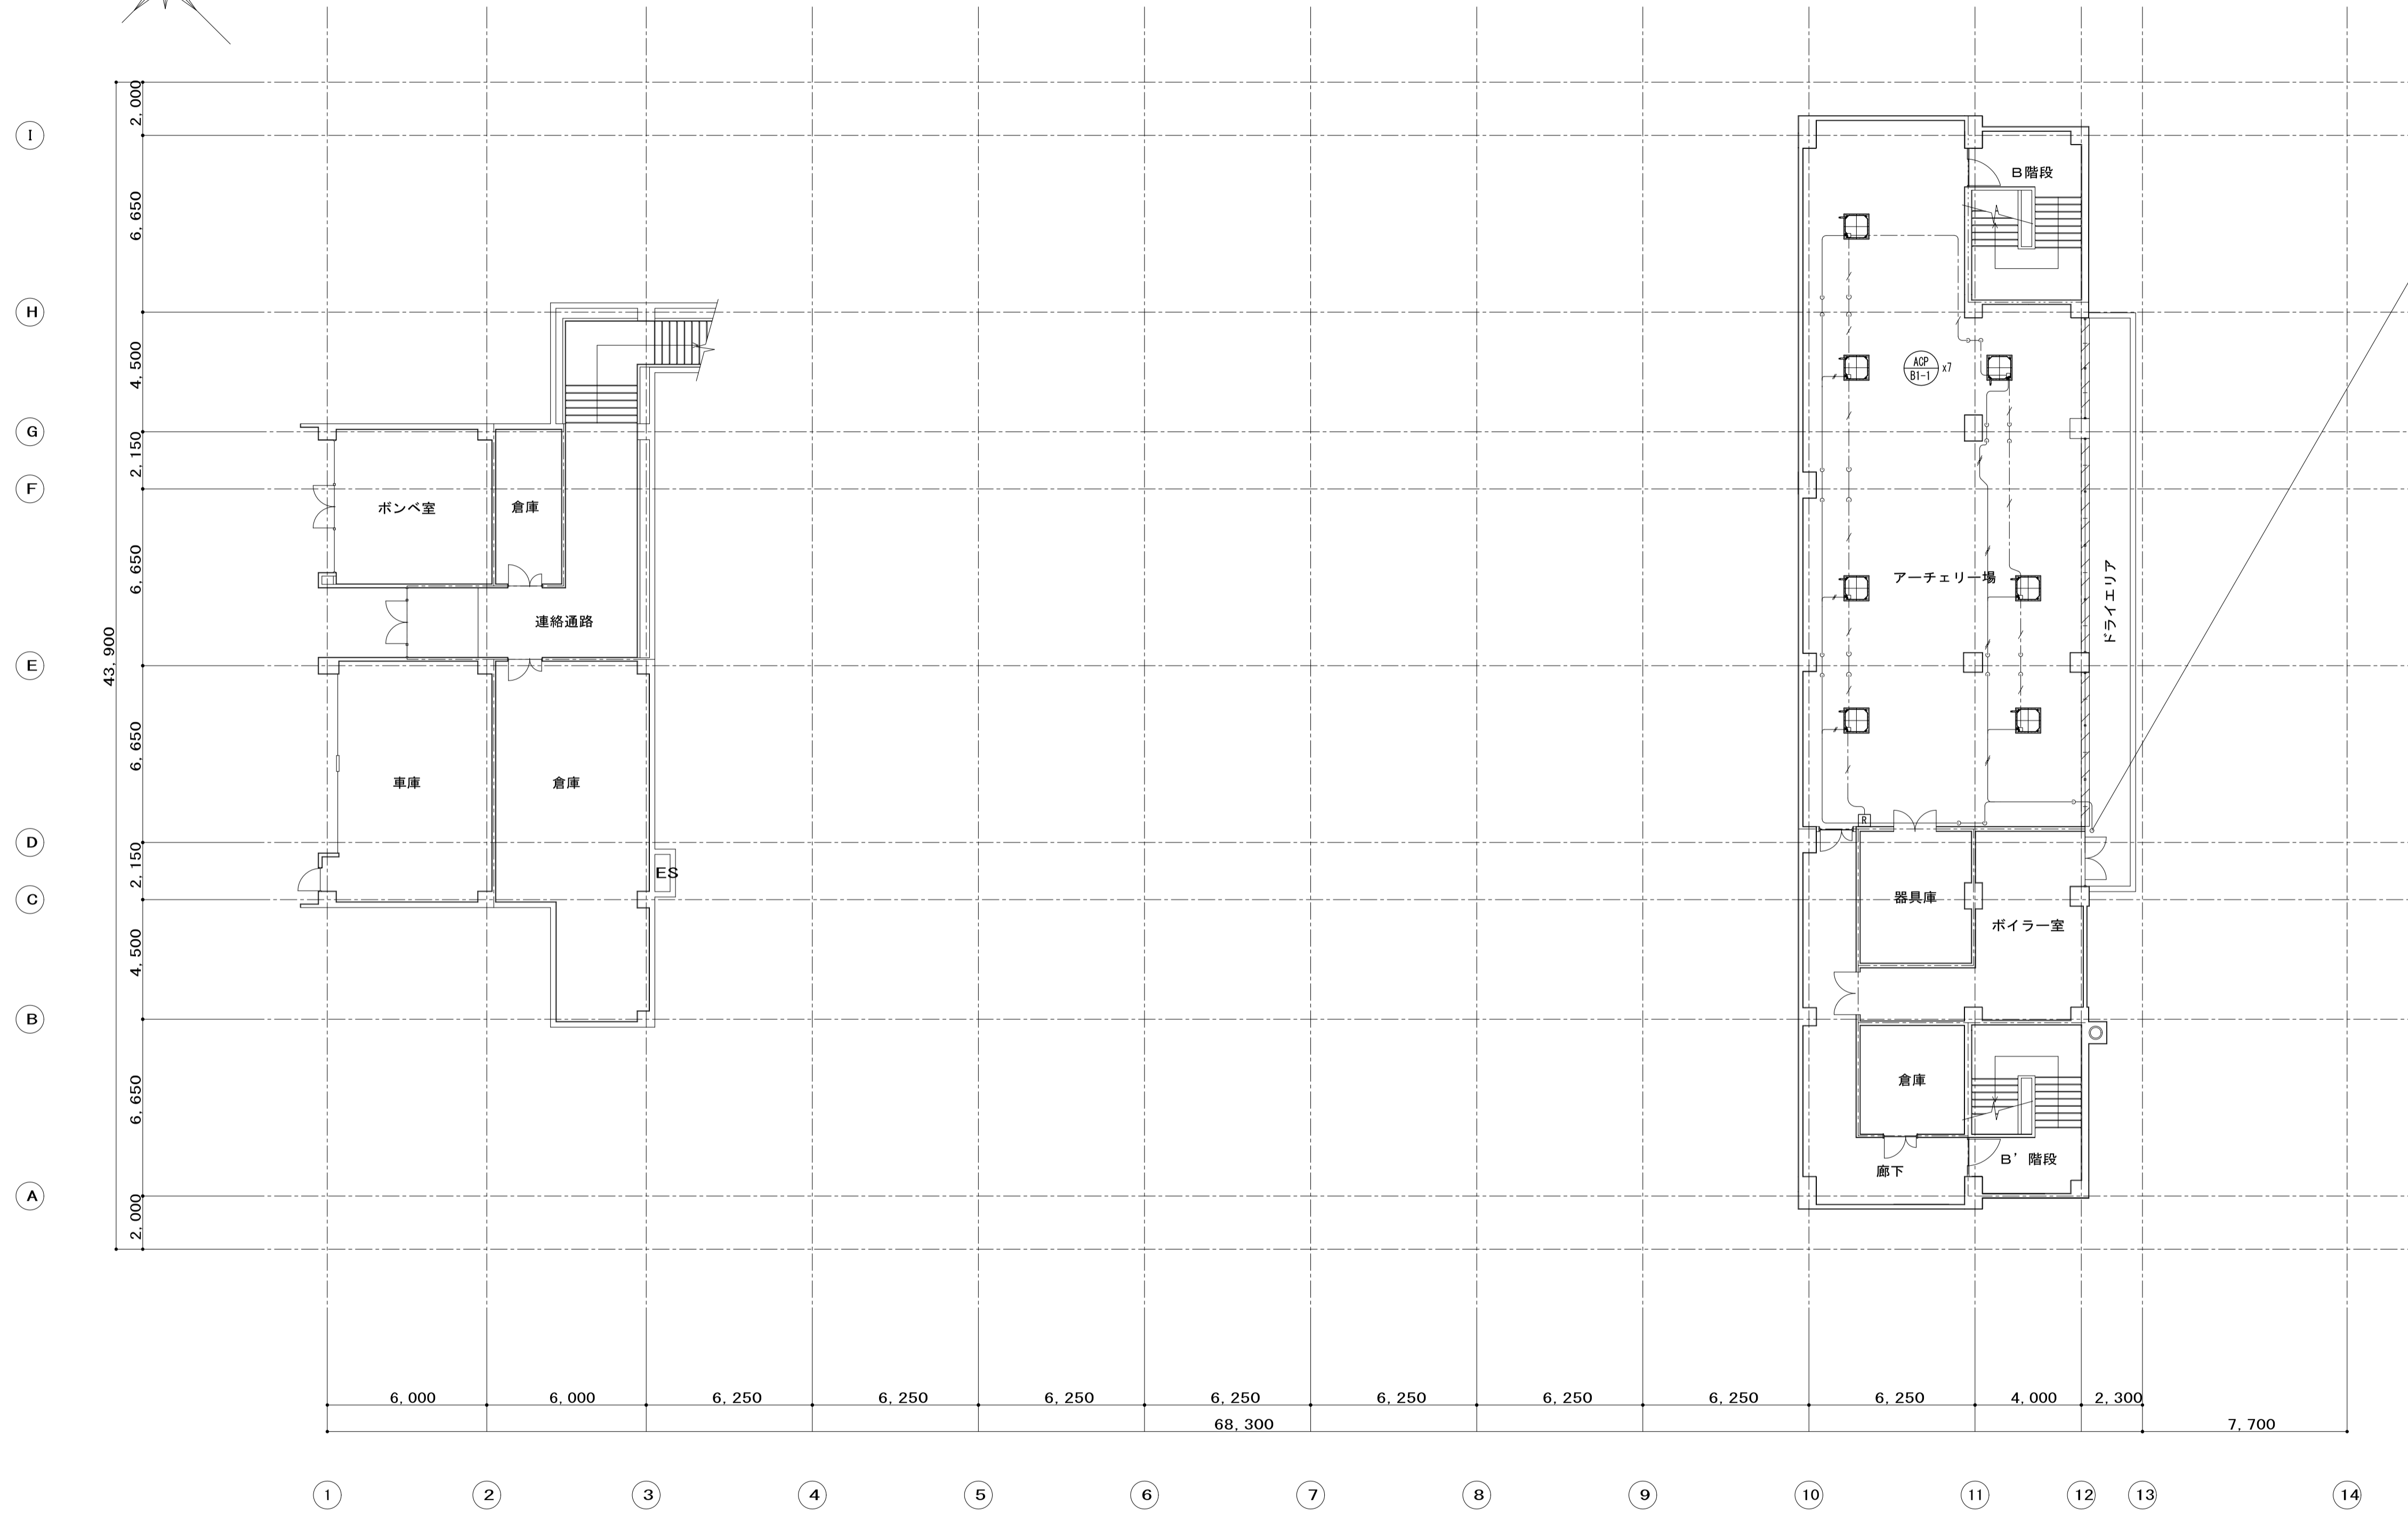 2,000
I
B階段
6,650
H
4,500
ACP
B1-1
x7
G
2,150
F
ボンベ室
倉庫
6,650
アーチェリー場
ドライエリア
連絡通路
43,900
E
6,650
車庫
倉庫
R
D
2,150
ES
C
器具庫
ボイラー室
4,500
B
倉庫
6,650
B’階段
廊下
A
2,000
6,000 6,000 6,250 6,250 6,250 6,250 6,250 6,250 6,250 6,250 4,000 2,300
68,300 7,700
1 2 3 4 5 6 7 8 9 10 11 12 13 14